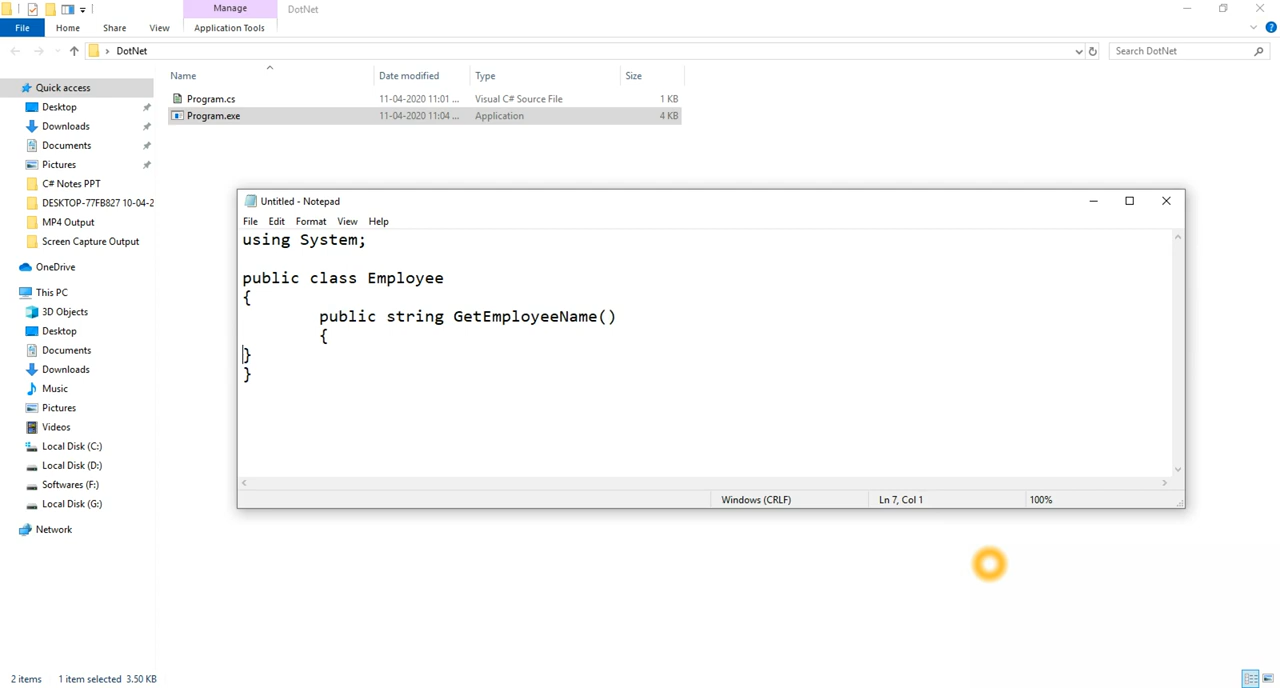 Manage
DotNet
File
Home
Share
View
Application Tools
DotNet
Search DotNet
Name
Date modified
Type
Size
Program.cs
11-04-2020 11:01 ...
Visual C# Source File
1 KB
Program.exe
11-04-2020 11:04 ...
Application
4 KB
Quick access
Desktop
Downloads
Documents
Pictures
C# Notes PPT
DESKTOP-77FB827 10-04-2
MP4 Output
Screen Capture Output
OneDrive
This PC
3D Objects
Desktop
Documents
Downloads
Music
Pictures
Videos
Local Disk (C:)
Local Disk (D:)
Softwares (F:)
Local Disk (G:)
Network
Untitled - Notepad
File Edit Format View Help
using System;
public class Employee
{
public string GetEmployeeName()
{
}
}
Windows (CRLF)
Ln 7, Col 1
100%
2 items
1 item selected 3.50 KB